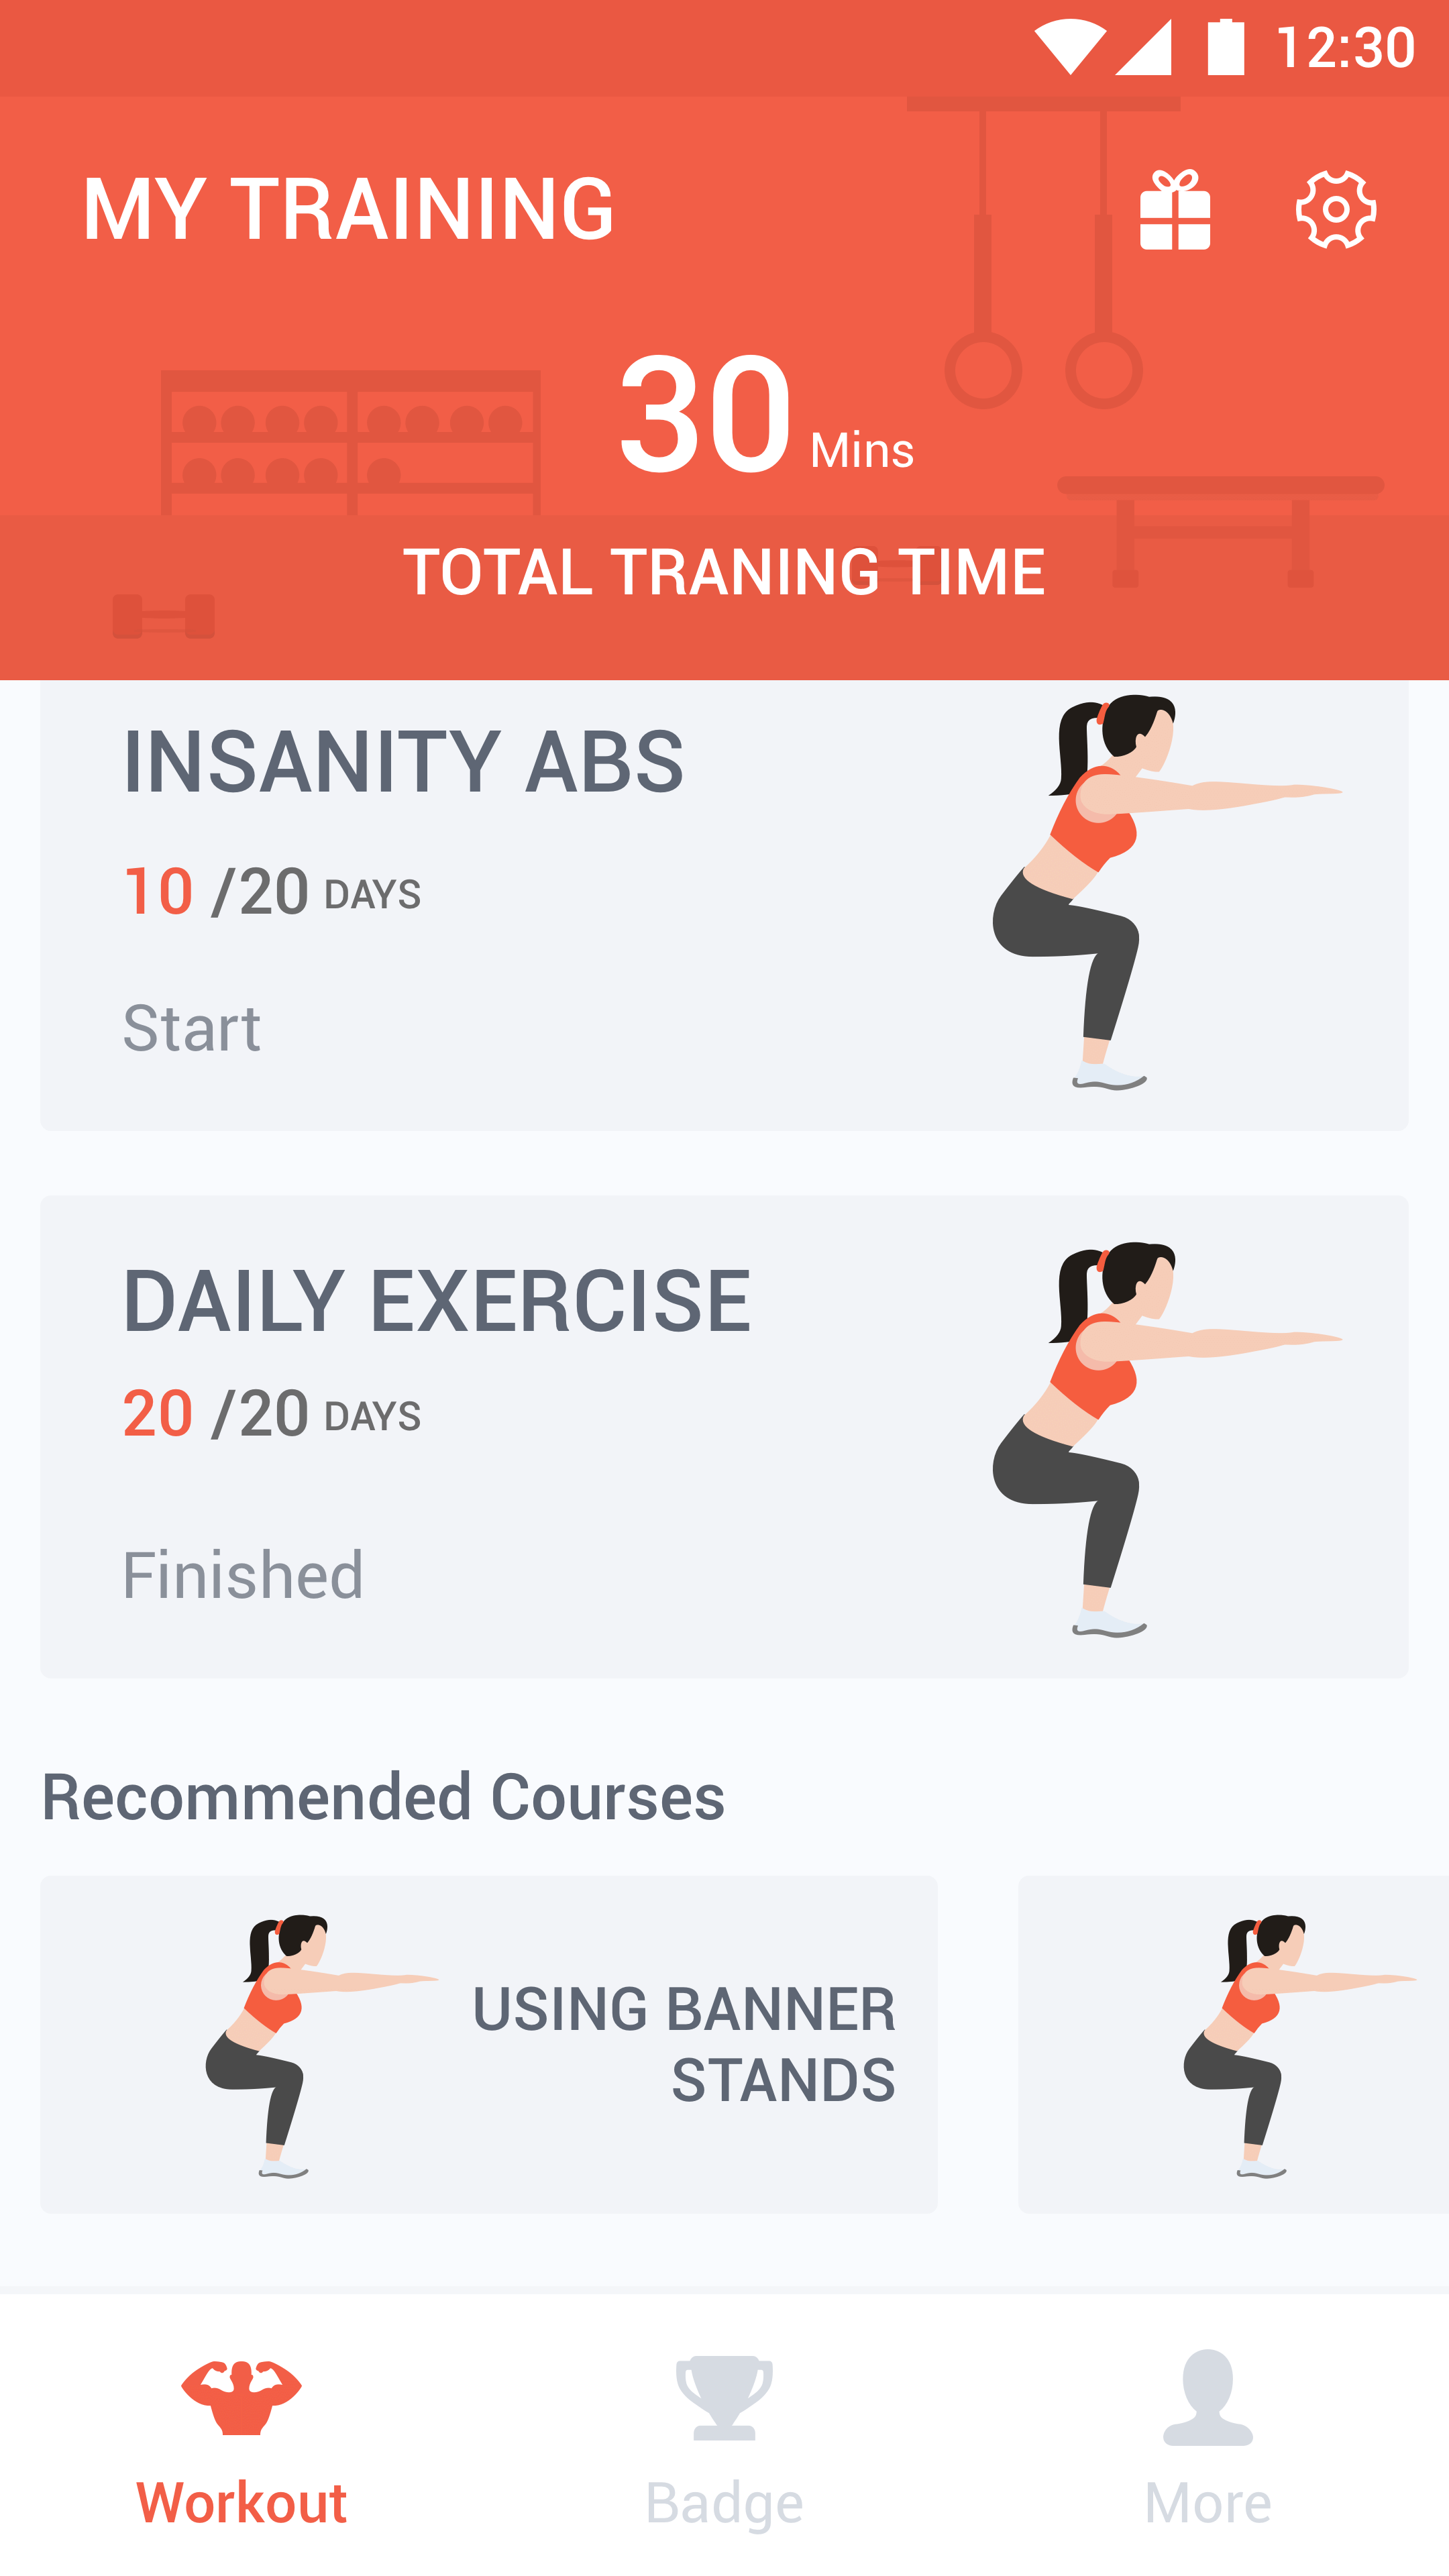 12:30
MY TRAINING
30 Mins
TOTAL TRANING TIME
INSANITY ABS
10 /20 DAYS
Start
DAILY EXERCISE
20 /20 DAYS
Finished
Recommended Courses
USING BANNER
STANDS
Workout
Badge
More